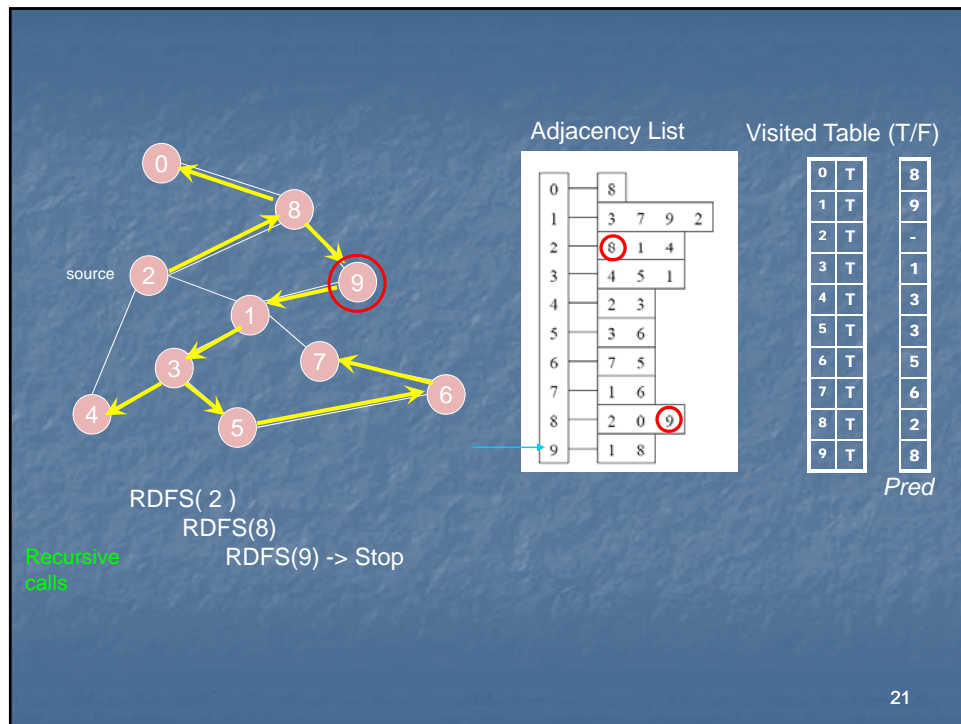 Adjacency List
Visited Table (T/F)
0
8
source
2
9
1
3
7
6
4
5
0 8
1 3 7 9 2
2 8 1 4
3 4 5 1
4 2 3
5 3 6
6 7 5
7 1 6
8 2 0 9
9 1 8
0 T 8
1 T 9
2 T -
3 T 1
4 T 3
5 T 3
6 T 5
7 T 6
8 T 2
9 T 8
Pred
RDFS( 2 )
RDFS(8)
RDFS(9) -> Stop
Recursive
calls
21